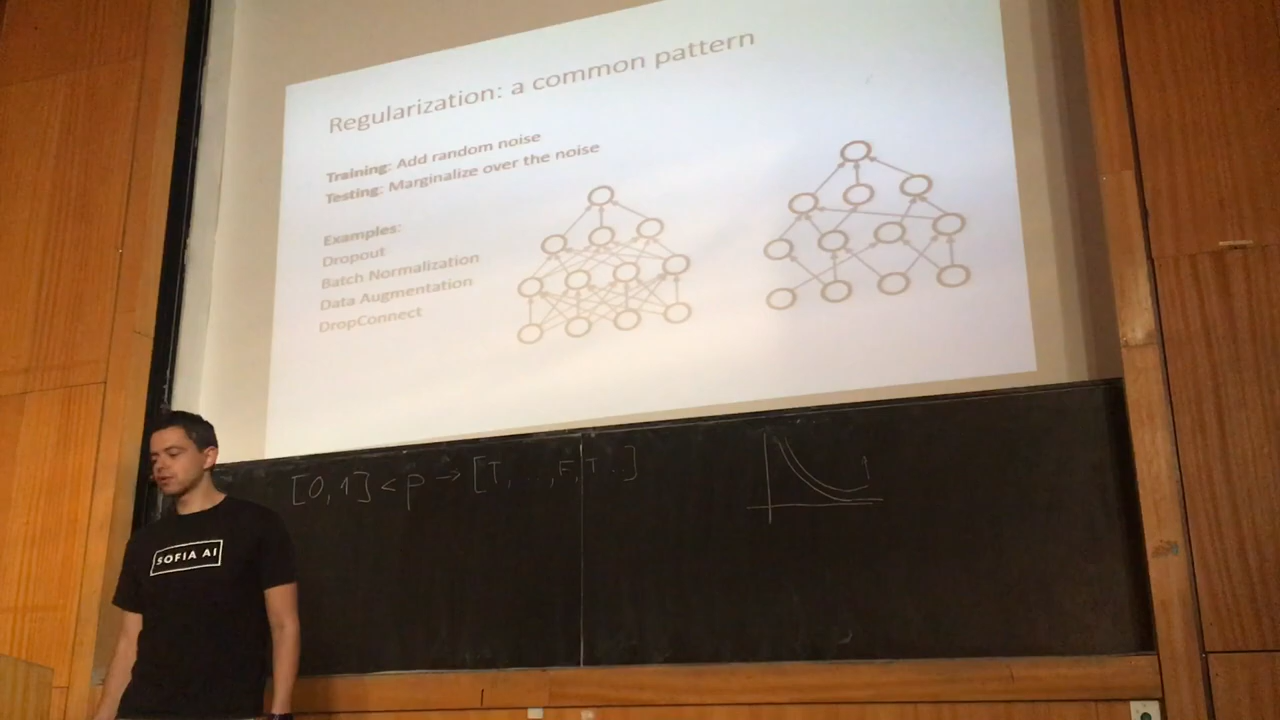 Regularization: a common pattern
Training: Add random noise
Testing: Marginalize over the noise
Examples:
Dropout
Batch Normalization
Data Augmentation
DropConnect
[0,1] < p → [T, ..,F,T ..]
SOFIA AI